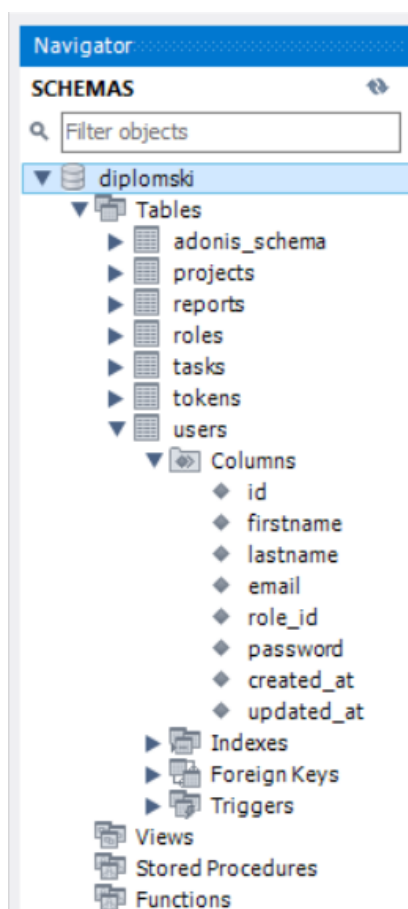 Navigator
SCHEMAS
Filter objects
diplomski
Tables
adonis_schema
projects
reports
roles
tasks
tokens
users
Columns
id
firstname
lastname
email
role_id
password
created_at
updated_at
Indexes
Foreign Keys
Triggers
Views
Stored Procedures
Functions